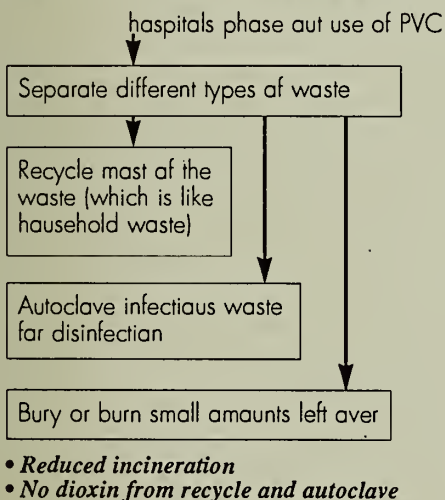 haspitals phase aut use of PVC
Separate different types af waste
Recycle mast af the
waste (which is like
hausehold waste)
Autoclave infectiaus waste
far disinfectian
Bury or burn small amounts left aver
• Reduced incineration
• No dioxin from recycle and autoclave